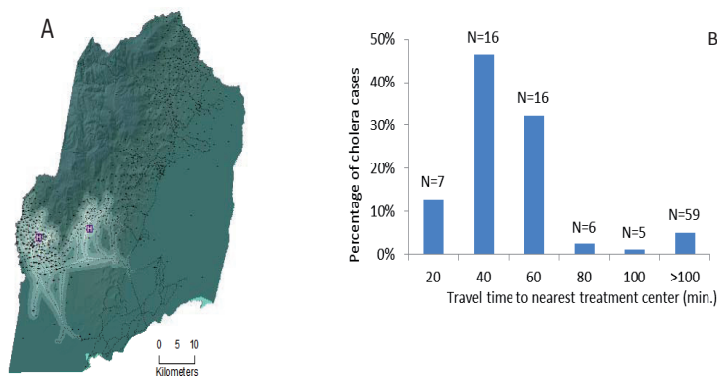 A
H
H
0 5 10
Kilometers
B
Percentage of cholera cases
50%
40%
30%
20%
10%
0%
N=7
N=16
N=16
N=6
N=5
N=59
20 40 60 80 100 >100
Travel time to nearest treatment center (min.)